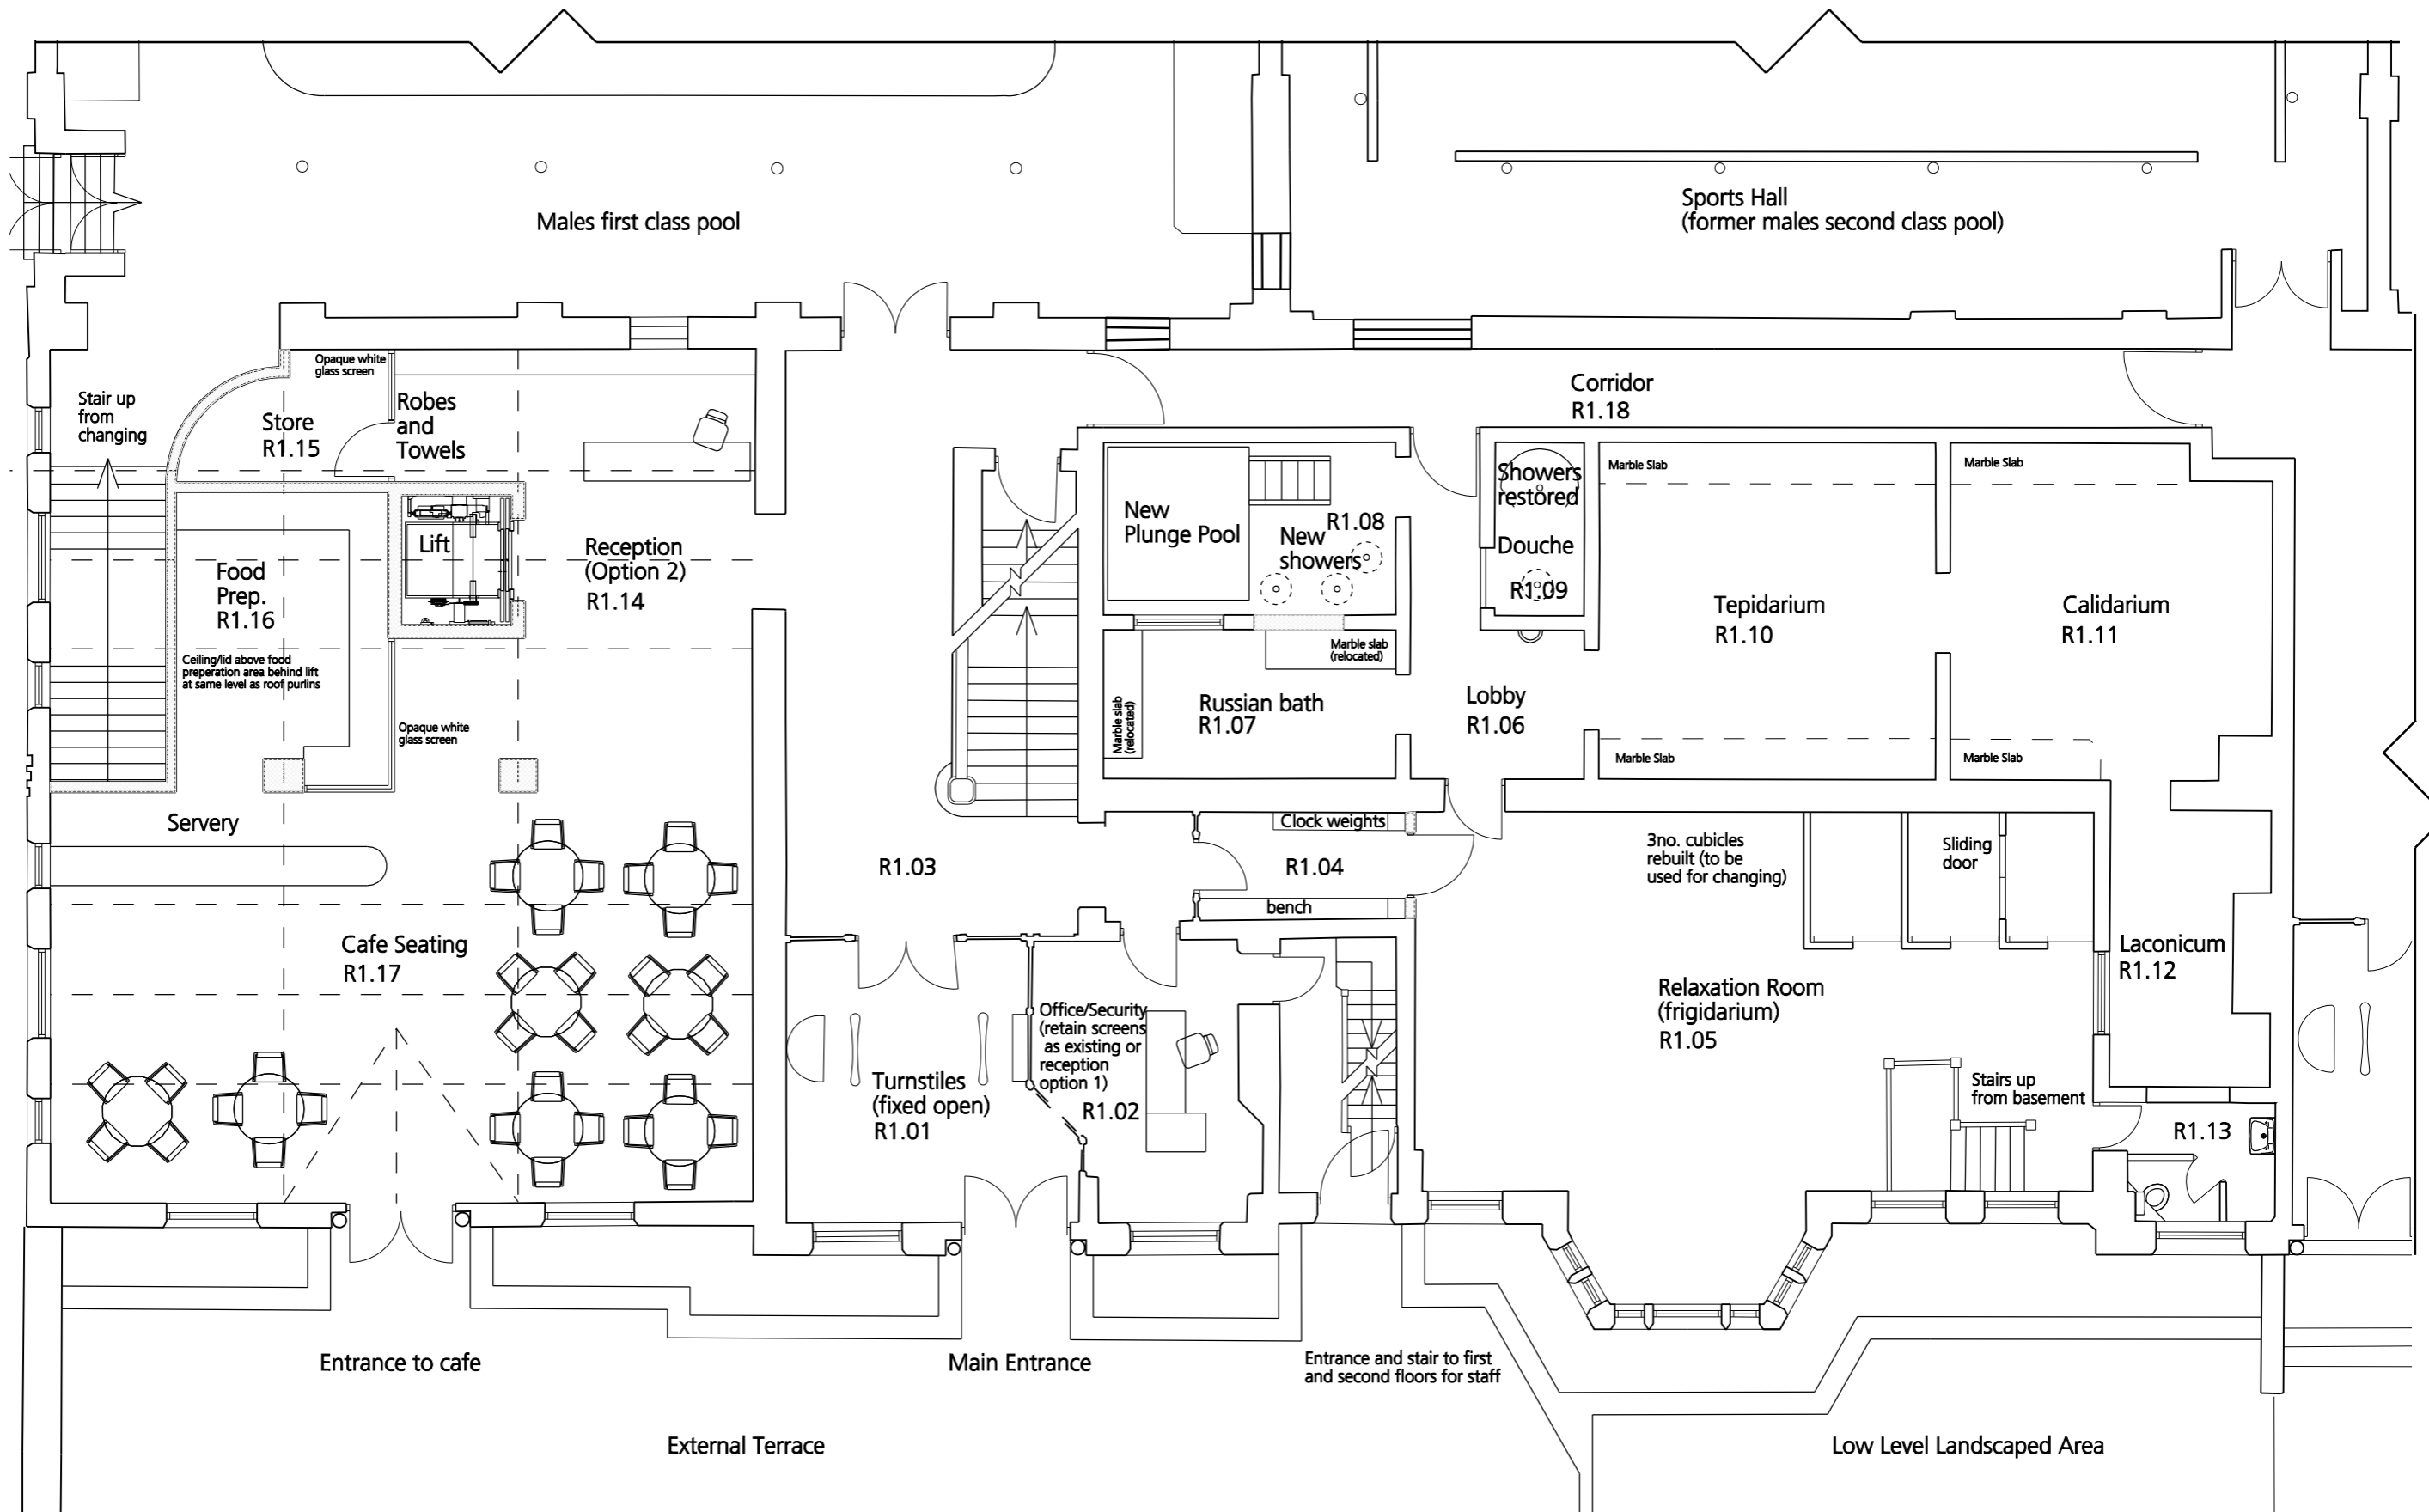 Males first class pool
Sports Hall
(former males second class pool)
Opaque white
glass screen
Stair up
from
changing
Store
R1.15
Robes
and
Towels
Corridor
R1.18
Lift
Reception
(Option 2)
R1.14
Food
Prep.
R1.16
Ceiling/lid above food
preperation area behind lift
at same level as roof purlins
Opaque white
glass screen
New
Plunge Pool
R1.08
New
showers
Showers
restored
Douche
R1.09
Marble Slab
Marble Slab
Tepidarium
R1.10
Calidarium
R1.11
Marble slab
(relocated)
Marble slab
(relocated)
Russian bath
R1.07
Lobby
R1.06
Marble Slab
Marble Slab
Servery
Clock weights
R1.03
R1.04
bench
3no. cubicles
rebuilt (to be
used for changing)
Sliding
door
Cafe Seating
R1.17
Laconicum
R1.12
Relaxation Room
(frigidarium)
R1.05
Office/Security
(retain screens
as existing or
reception
option 1)
R1.02
Turnstiles
(fixed open)
R1.01
Stairs up
from basement
R1.13
Entrance to cafe
Main Entrance
Entrance and stair to first
and second floors for staff
External Terrace
Low Level Landscaped Area